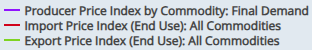 Producer Price Index by Commodity: Final Demand
Import Price Index (End Use): All Commodities
Export Price Index (End Use): All Commodities